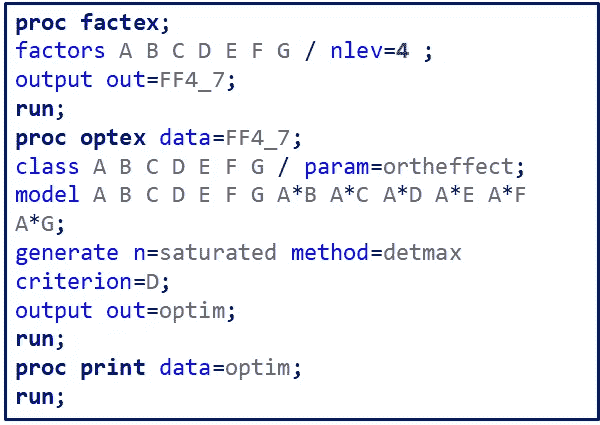 proc factex;
factors A B C D E F G / nlev=4 ;
output out=FF4_7;
run;
proc optex data=FF4_7;
class A B C D E F G / param=ortheffect;
model A B C D E F G A*B A*C A*D A*E A*F
A*G;
generate n=saturated method=detmax
criterion=D;
output out=optim;
run;
proc print data=optim;
run;